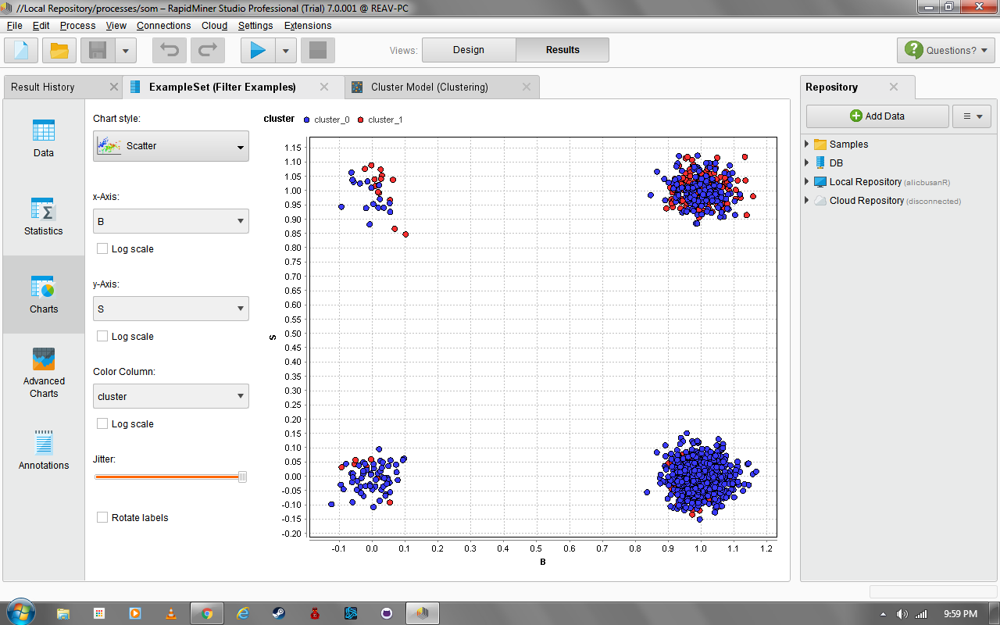 //Local Repository/processes/som – RapidMiner Studio Professional (Trial) 7.0.001 @ REAV-PC
File Edit Process View Connections Cloud Settings Extensions
Views: Design Results Questions?
Result History ExampleSet (Filter Examples) Cluster Model (Clustering)
Data
Statistics
Charts
Advanced
Charts
Annotations
Chart style:
Scatter
x-Axis:
B
Log scale
y-Axis:
S
Log scale
Color Column:
cluster
Log scale
Jitter:
Rotate labels
cluster cluster_0 cluster_1
1.15
1.10
1.05
1.00
0.95
0.90
0.85
0.80
0.75
0.70
0.65
0.60
0.55
0.50
0.45
0.40
0.35
0.30
0.25
0.20
0.15
0.10
0.05
0.00
-0.05
-0.10
-0.15
-0.20
S
-0.1 0.0 0.1 0.2 0.3 0.4 0.5 0.6 0.7 0.8 0.9 1.0 1.1 1.2
B
Repository
Add Data
Samples
DB
Local Repository (alicbusanR)
Cloud Repository (disconnected)
9:59 PM